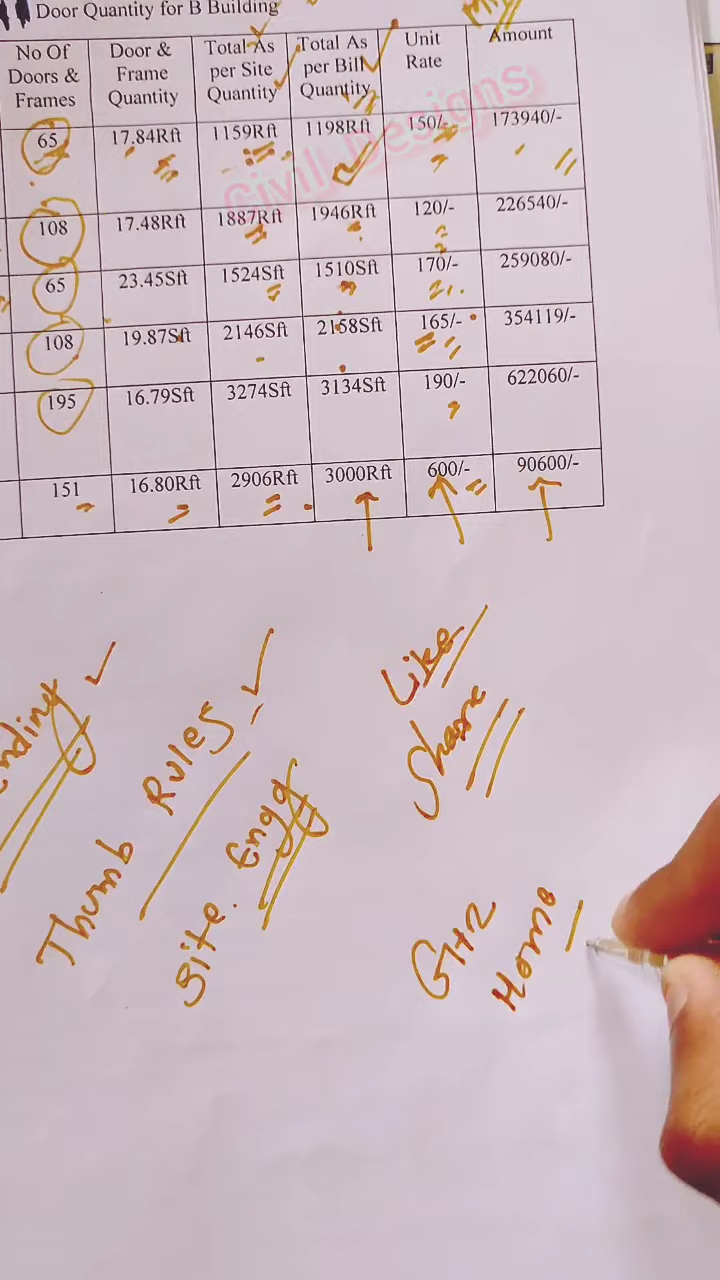 Door Quantity for B Building
No Of Doors & Frames | Door & Frame Quantity | Total As per Site Quantity | Total As per Bill Quantity | Unit Rate | Amount
65 | 17.84Rft | 1159Rft | 1198Rft | 150/- | 173940/-
108 | 17.48Rft | 1887Rft | 1946Rft | 120/- | 226540/-
65 | 23.45Sft | 1524Sft | 1510Sft | 170/- | 259080/-
108 | 19.87Sft | 2146Sft | 2158Sft | 165/- | 354119/-
195 | 16.79Sft | 3274Sft | 3134Sft | 190/- | 622060/-
151 | 16.80Rft | 2906Rft | 3000Rft | 600/- | 90600/-
Civil Designs
Thumb Rules
Site. Engg
Like
Share
G+2
Home